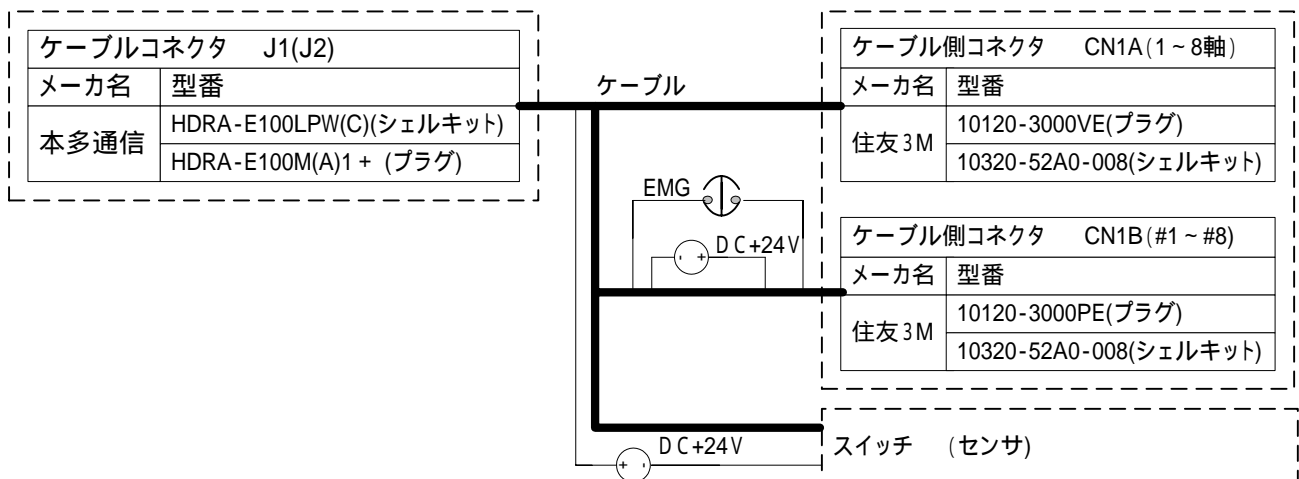 ケーブルコネクタ J1(J2)
メーカ名 型番
本多通信
HDRA-E100LPW(C)(シェルキット)
HDRA-E100M(A)1+ (プラグ)
ケーブル
ケーブル側コネクタ CN1A(1~8軸)
メーカ名 型番
住友3M
10120-3000VE(プラグ)
10320-52A0-008(シェルキット)
EMG
DC+24V
ケーブル側コネクタ CN1B(#1~#8)
メーカ名 型番
住友3M
10120-3000PE(プラグ)
10320-52A0-008(シェルキット)
DC+24V
スイッチ (センサ)